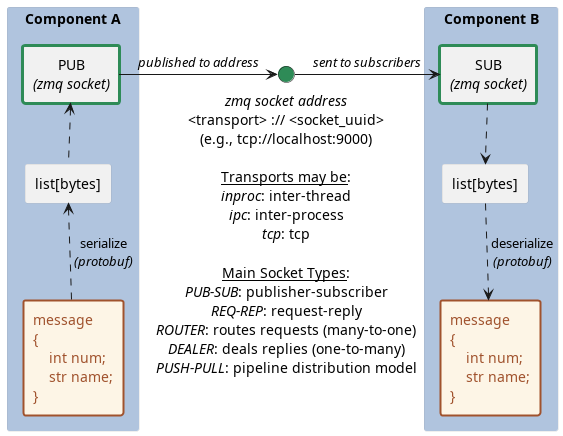 Component A
PUB
(zmq socket)
list[bytes]
serialize
(protobuf)
message
{
int num;
str name;
}
published to address
sent to subscribers
zmq socket address
<transport> :// <socket_uuid>
(e.g., tcp://localhost:9000)
Transports may be:
inproc: inter-thread
ipc: inter-process
tcp: tcp
Main Socket Types:
PUB-SUB: publisher-subscriber
REQ-REP: request-reply
ROUTER: routes requests (many-to-one)
DEALER: deals replies (one-to-many)
PUSH-PULL: pipeline distribution model
Component B
SUB
(zmq socket)
list[bytes]
deserialize
(protobuf)
message
{
int num;
str name;
}